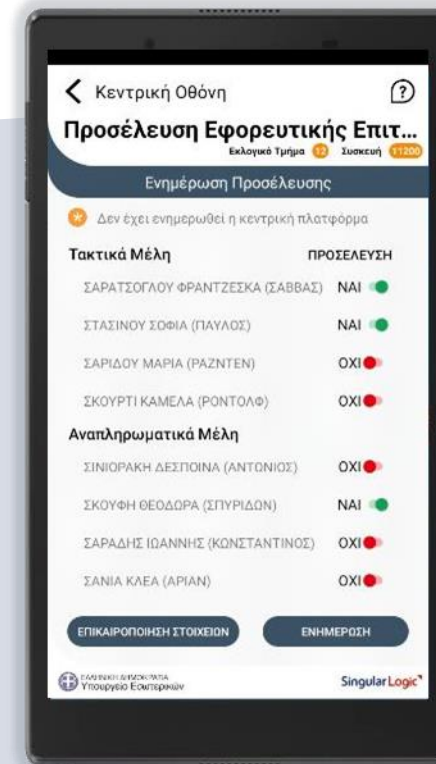 Κεντρική Οθόνη
Προσέλευση Εφορευτικής Επιτ...
Εκλογικό Τμήμα 12 Συσκευή 11200
Ενημέρωση Προσέλευσης
Δεν έχει ενημερωθεί η κεντρική πλατφόρμα
Τακτικά Μέλη ΠΡΟΣΕΛΕΥΣΗ
ΣΑΡΑΤΣΟΓΛΟΥ ΦΡΑΝΤΖΕΣΚΑ (ΣΑΒΒΑΣ) ΝΑΙ
ΣΤΑΣΙΝΟΥ ΣΟΦΙΑ (ΠΑΥΛΟΣ) ΝΑΙ
ΣΑΡΙΔΟΥ ΜΑΡΙΑ (ΡΑΖΝΤΕΝ) ΟΧΙ
ΣΚΟΥΡΤΙ ΚΑΜΕΛΑ (ΡΟΝΤΟΛΦ) ΟΧΙ
Αναπληρωματικά Μέλη
ΣΙΝΙΟΡΑΚΗ ΔΕΣΠΟΙΝΑ (ΑΝΤΩΝΙΟΣ) ΟΧΙ
ΣΚΟΥΦΗ ΘΕΟΔΩΡΑ (ΣΠΥΡΙΔΩΝ) ΝΑΙ
ΣΑΡΑΔΗΣ ΙΩΑΝΝΗΣ (ΚΩΝΣΤΑΝΤΙΝΟΣ) ΟΧΙ
ΣΑΝΙΑ ΚΛΕΑ (ΑΡΙΑΝ) ΟΧΙ
ΕΠΙΚΑΙΡΟΠΟΙΗΣΗ ΣΤΟΙΧΕΙΩΝ ΕΝΗΜΕΡΩΣΗ
ΕΛΛΗΝΙΚΗ ΔΗΜΟΚΡΑΤΙΑ
Υπουργείο Εσωτερικών SingularLogic